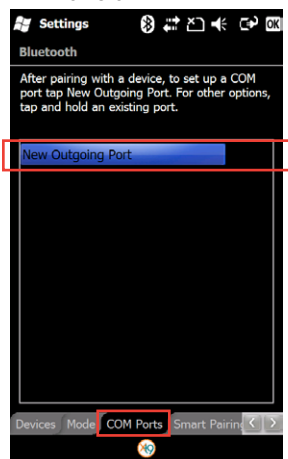 Settings OK
Bluetooth
After pairing with a device, to set up a COM
port tap New Outgoing Port. For other options,
tap and hold an existing port.
New Outgoing Port
Devices Mode COM Ports Smart Pairing